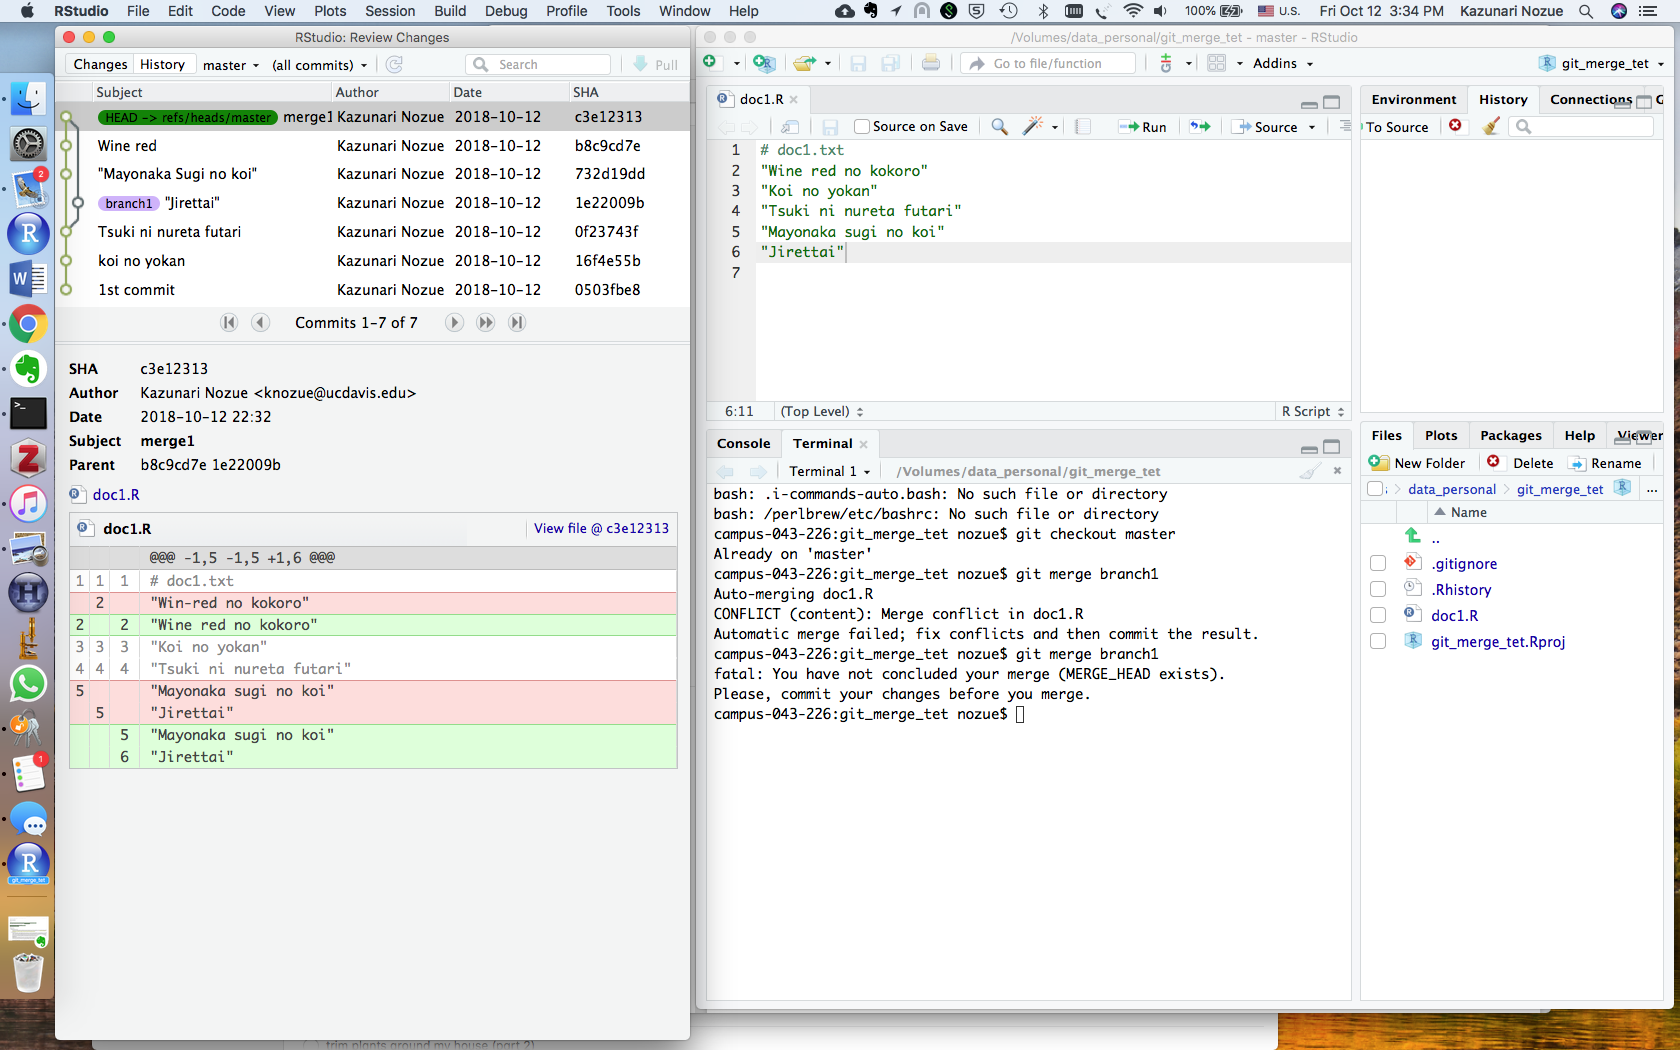 RStudio File Edit Code View Plots Session Build Debug Profile Tools Window Help 100% U.S. Fri Oct 12 3:34 PM Kazunari Nozue
RStudio: Review Changes
Changes History master (all commits) Search Pull
Subject Author Date SHA
HEAD -> refs/heads/master merge1 Kazunari Nozue 2018-10-12 c3e12313
Wine red Kazunari Nozue 2018-10-12 b8c9cd7e
"Mayonaka Sugi no koi" Kazunari Nozue 2018-10-12 732d19dd
branch1 "Jirettai" Kazunari Nozue 2018-10-12 1e22009b
Tsuki ni nureta futari Kazunari Nozue 2018-10-12 0f23743f
koi no yokan Kazunari Nozue 2018-10-12 16f4e55b
1st commit Kazunari Nozue 2018-10-12 0503fbe8
Commits 1-7 of 7
SHA c3e12313
Author Kazunari Nozue <knozue@ucdavis.edu>
Date 2018-10-12 22:32
Subject merge1
Parent b8c9cd7e 1e22009b
doc1.R
doc1.R View file @ c3e12313
@@@ -1,5 -1,5 +1,6 @@@
1 1 1 # doc1.txt
2 "Win-red no kokoro"
2 2 "Wine red no kokoro"
3 3 3 "Koi no yokan"
4 4 4 "Tsuki ni nureta futari"
5 "Mayonaka sugi no koi"
5 "Jirettai"
5 "Mayonaka sugi no koi"
6 "Jirettai"
/Volumes/data_personal/git_merge_tet - master - RStudio
Go to file/function Addins git_merge_tet
doc1.R
Source on Save Run Source
1 # doc1.txt
2 "Wine red no kokoro"
3 "Koi no yokan"
4 "Tsuki ni nureta futari"
5 "Mayonaka sugi no koi"
6 "Jirettai"
7
6:11 (Top Level) R Script
Console Terminal
Terminal 1 /Volumes/data_personal/git_merge_tet
bash: .i-commands-auto.bash: No such file or directory
bash: /perlbrew/etc/bashrc: No such file or directory
campus-043-226:git_merge_tet nozue$ git checkout master
Already on 'master'
campus-043-226:git_merge_tet nozue$ git merge branch1
Auto-merging doc1.R
CONFLICT (content): Merge conflict in doc1.R
Automatic merge failed; fix conflicts and then commit the result.
campus-043-226:git_merge_tet nozue$ git merge branch1
fatal: You have not concluded your merge (MERGE_HEAD exists).
Please, commit your changes before you merge.
campus-043-226:git_merge_tet nozue$
Environment History Connections
To Source
Files Plots Packages Help Viewer
New Folder Delete Rename
data_personal git_merge_tet ...
Name
..
.gitignore
.Rhistory
doc1.R
git_merge_tet.Rproj
2
1
git_merge_tet
trim plants around my house (part 2)